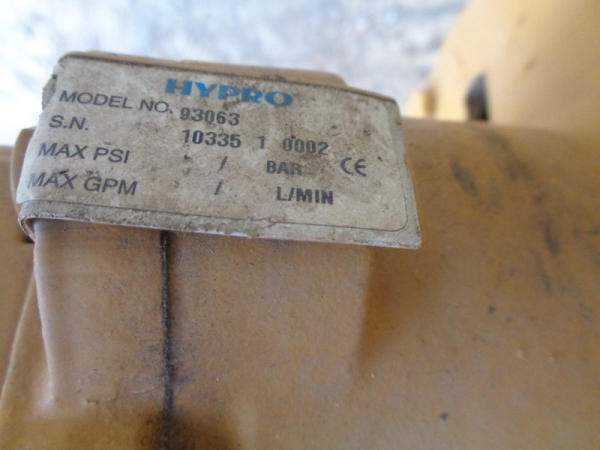 HYPRO
MODEL NO. 93063
S.N. 10335 1 0002
MAX PSI / BAR CE
MAX GPM / L/MIN